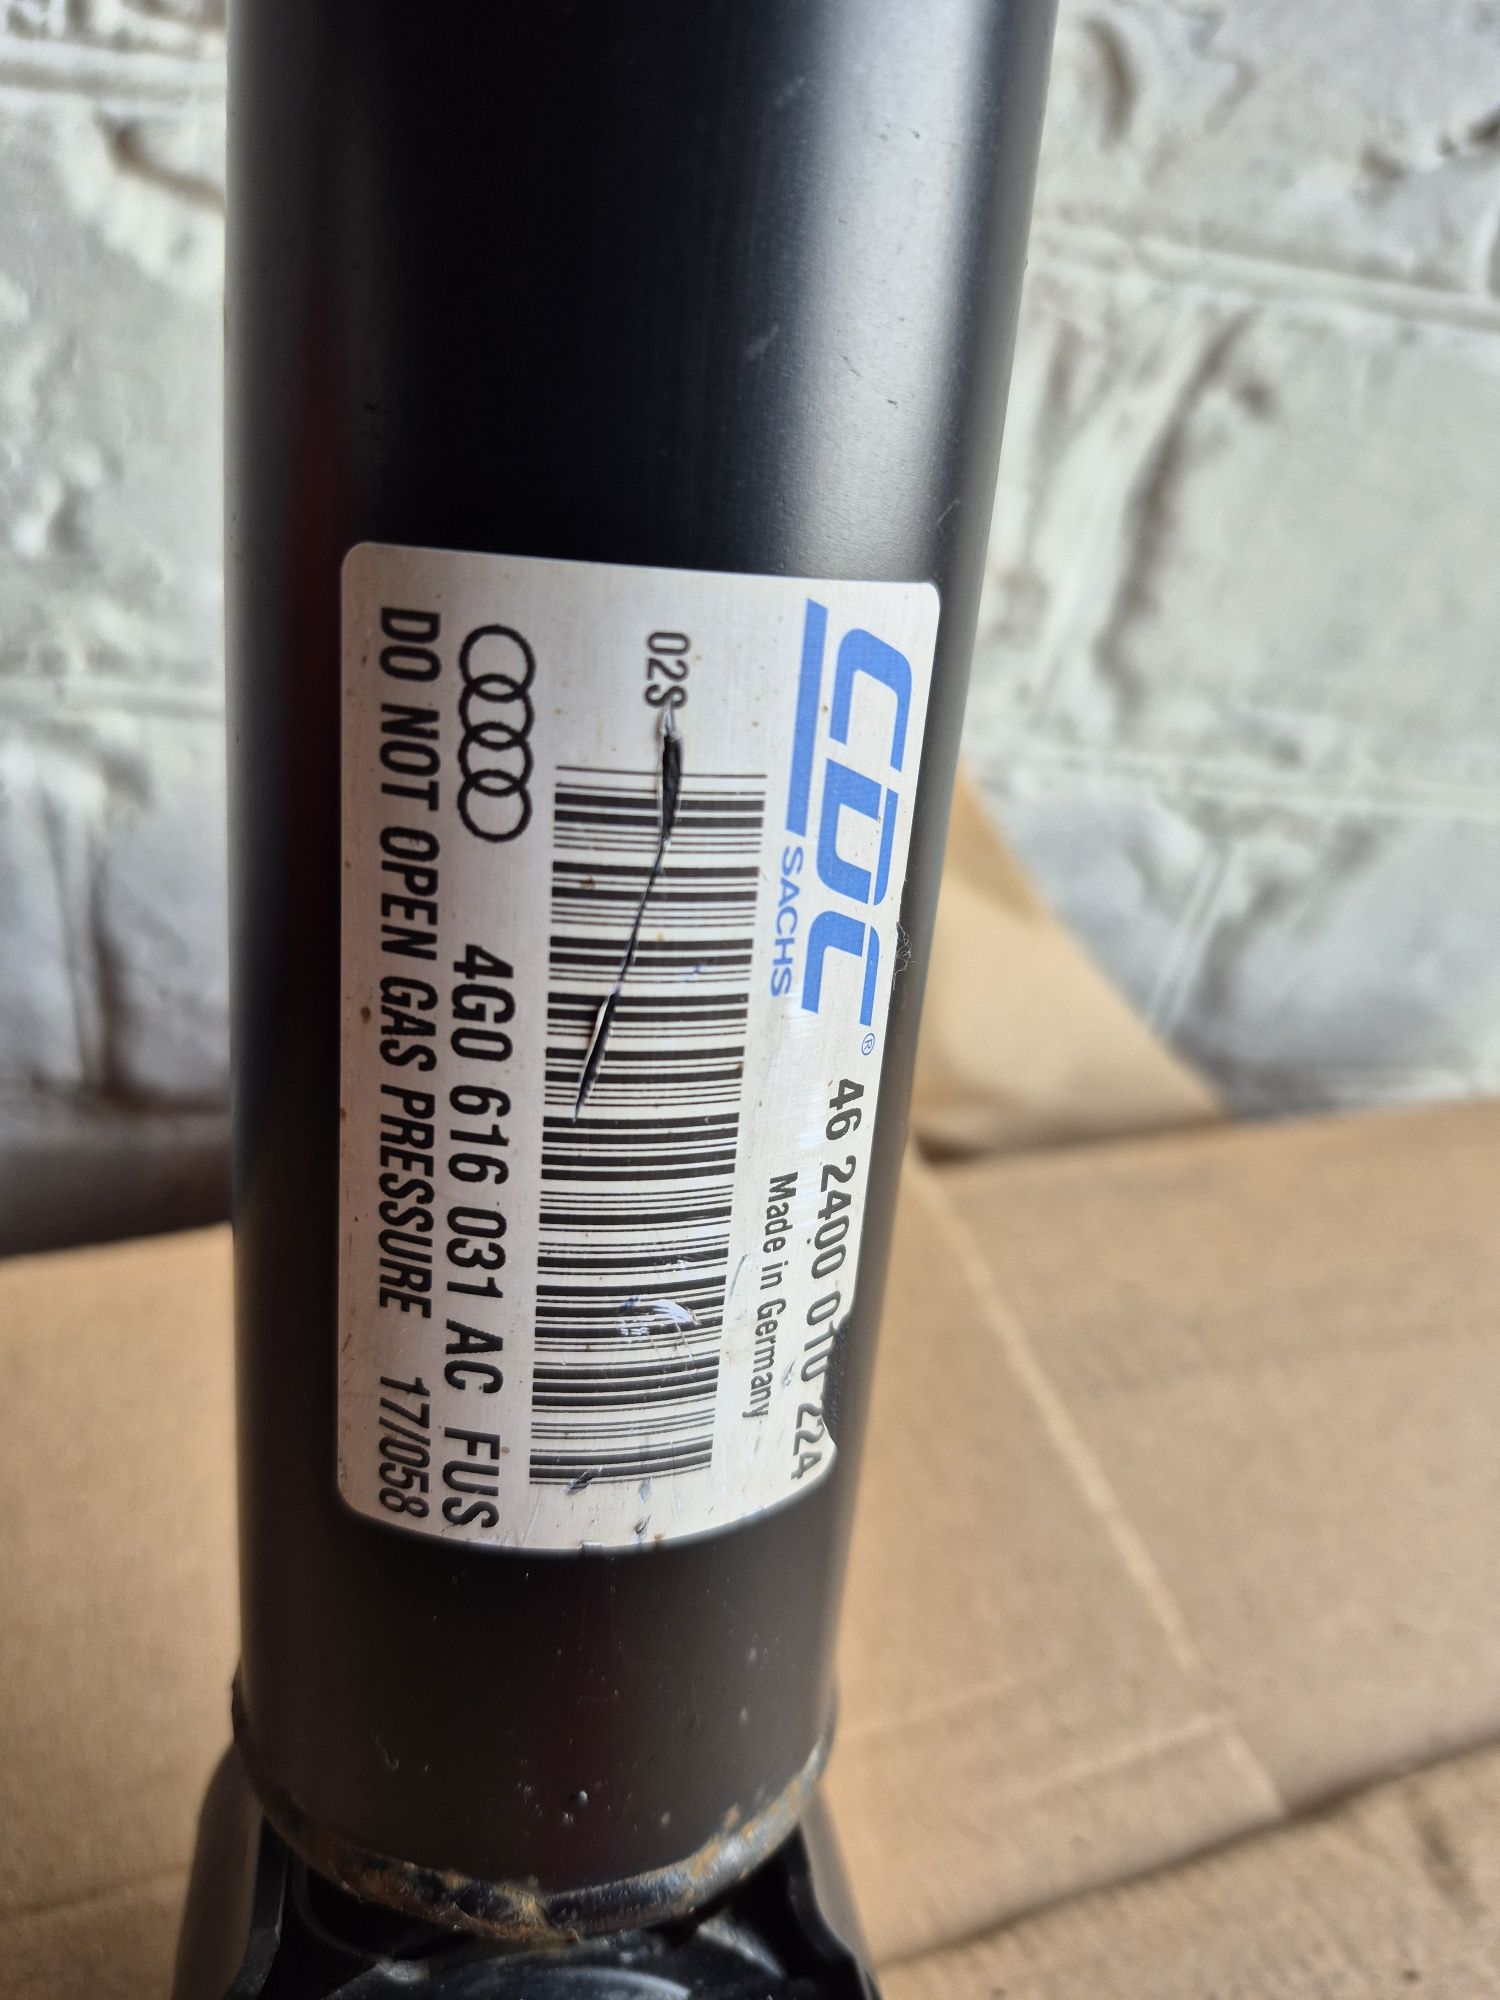 CDC®
SACHS
46 2400 010 224
Made in Germany
02S
4G0 616 031 AC FUS
DO NOT OPEN GAS PRESSURE 17/058